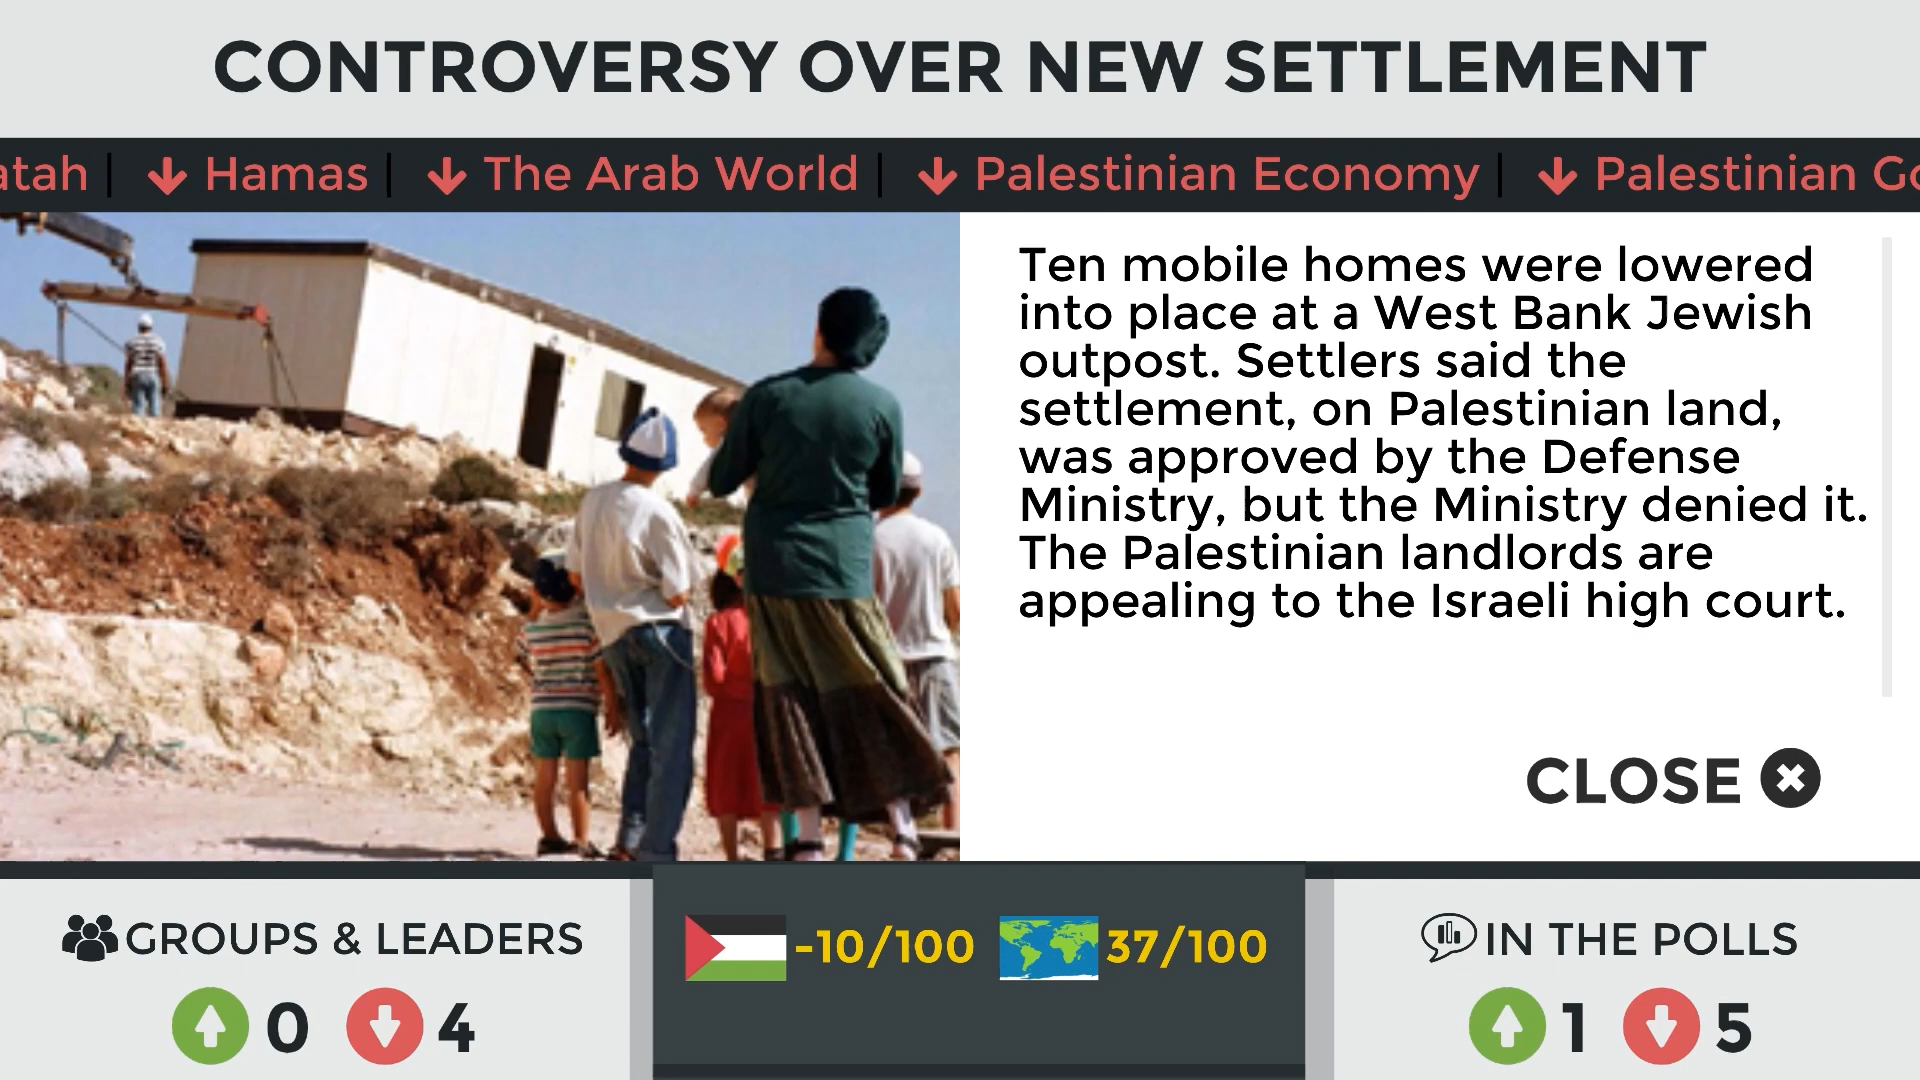 CONTROVERSY OVER NEW SETTLEMENT
atah | Hamas | The Arab World | Palestinian Economy | Palestinian Go
Ten mobile homes were lowered
into place at a West Bank Jewish
outpost. Settlers said the
settlement, on Palestinian land,
was approved by the Defense
Ministry, but the Ministry denied it.
The Palestinian landlords are
appealing to the Israeli high court.
CLOSE
GROUPS & LEADERS
0 4
-10/100 37/100
IN THE POLLS
1 5